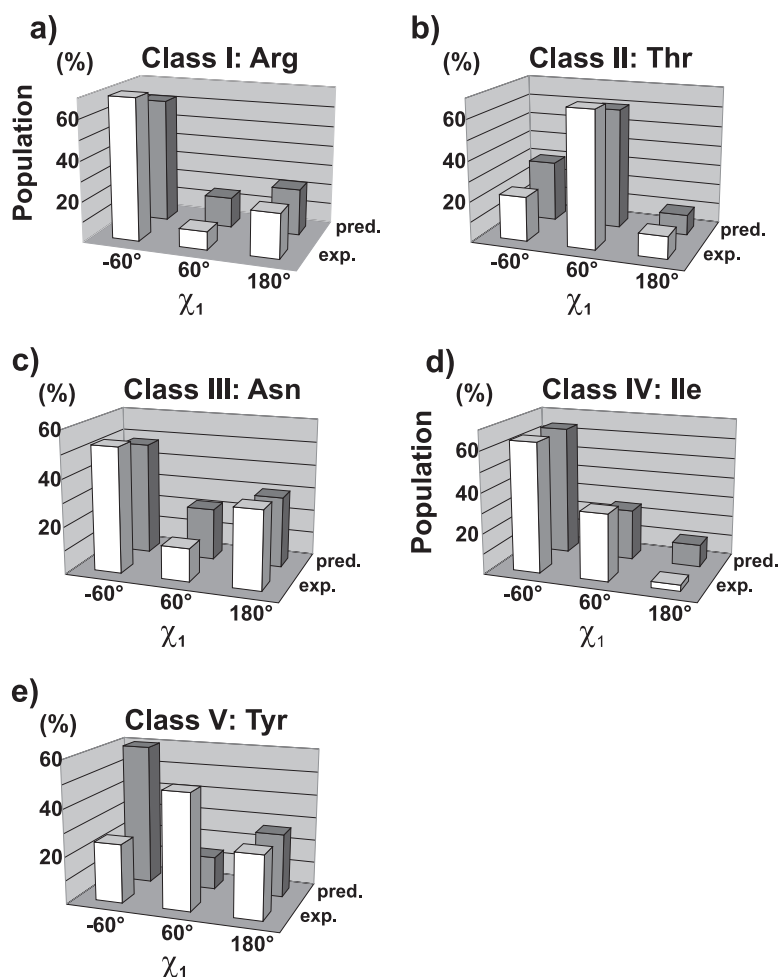 a)
Class I: Arg
(%)
Population
60
40
20
pred.
exp.
-60°
60°
180°
χ1
b)
Class II: Thr
(%)
60
40
20
pred.
exp.
-60°
60°
180°
χ1
c)
Class III: Asn
(%)
60
40
20
pred.
exp.
-60°
60°
180°
χ1
d)
Class IV: Ile
(%)
Population
60
40
20
pred.
exp.
-60°
60°
180°
χ1
e)
Class V: Tyr
(%)
60
40
20
pred.
exp.
-60°
60°
180°
χ1